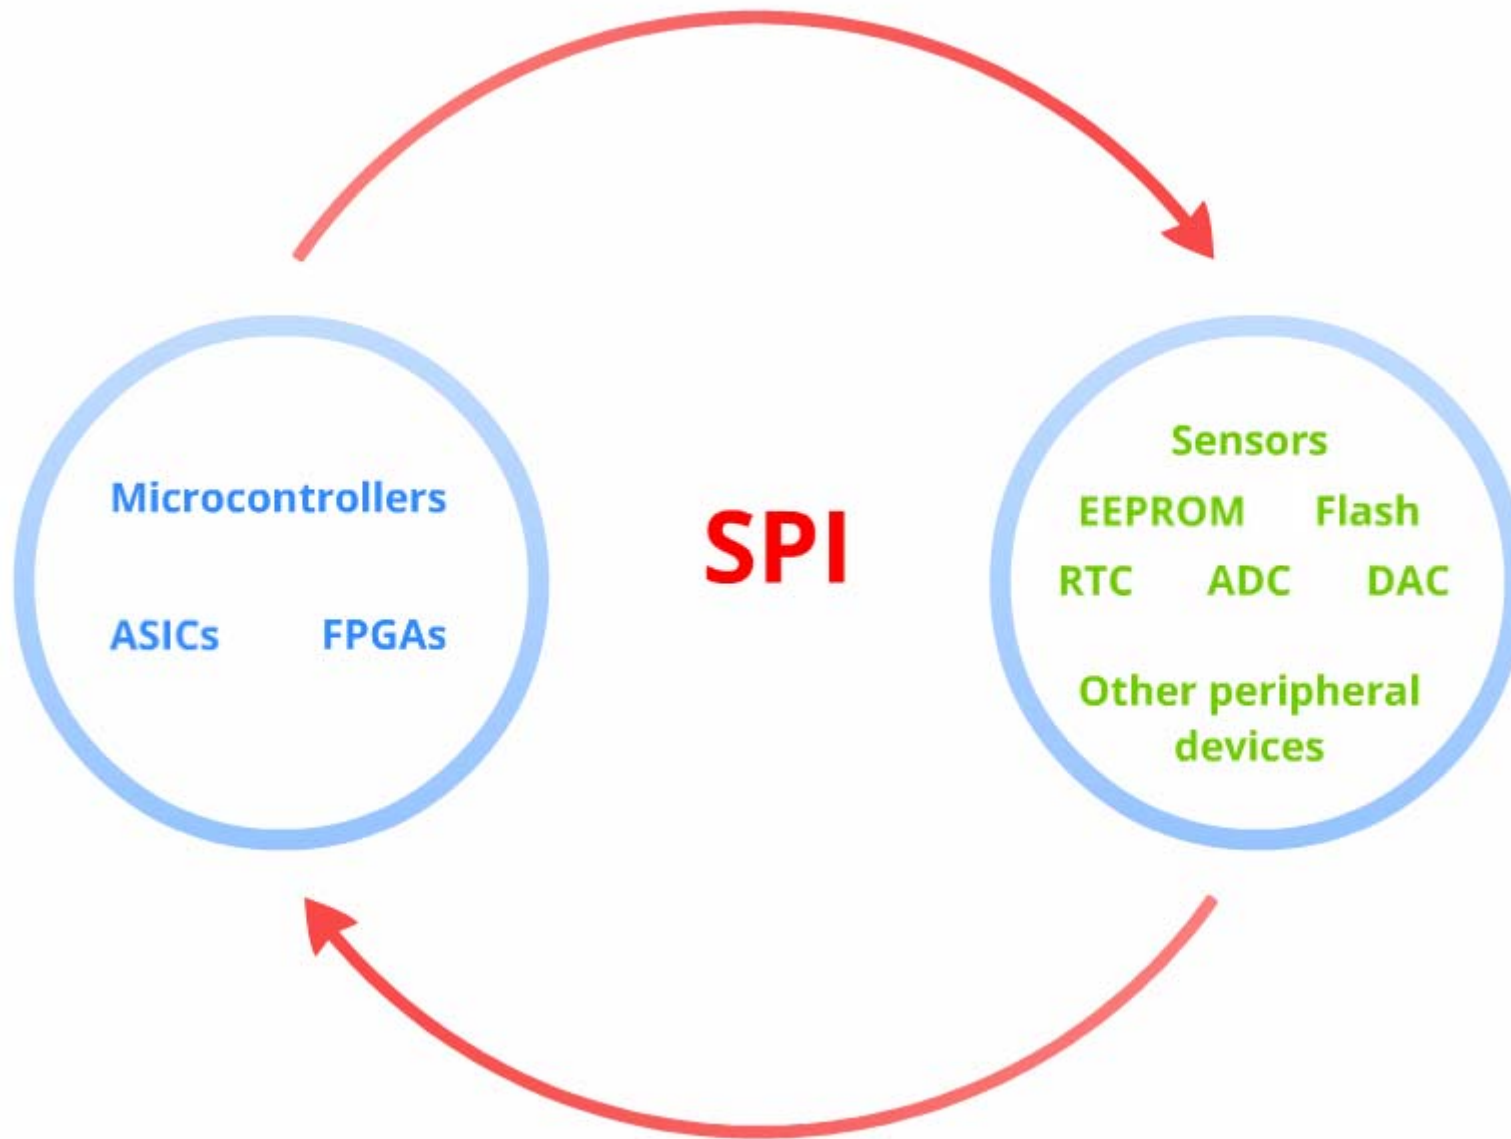 Microcontrollers
ASICs FPGAs
SPI
Sensors
EEPROM Flash
RTC ADC DAC
Other peripheral
devices